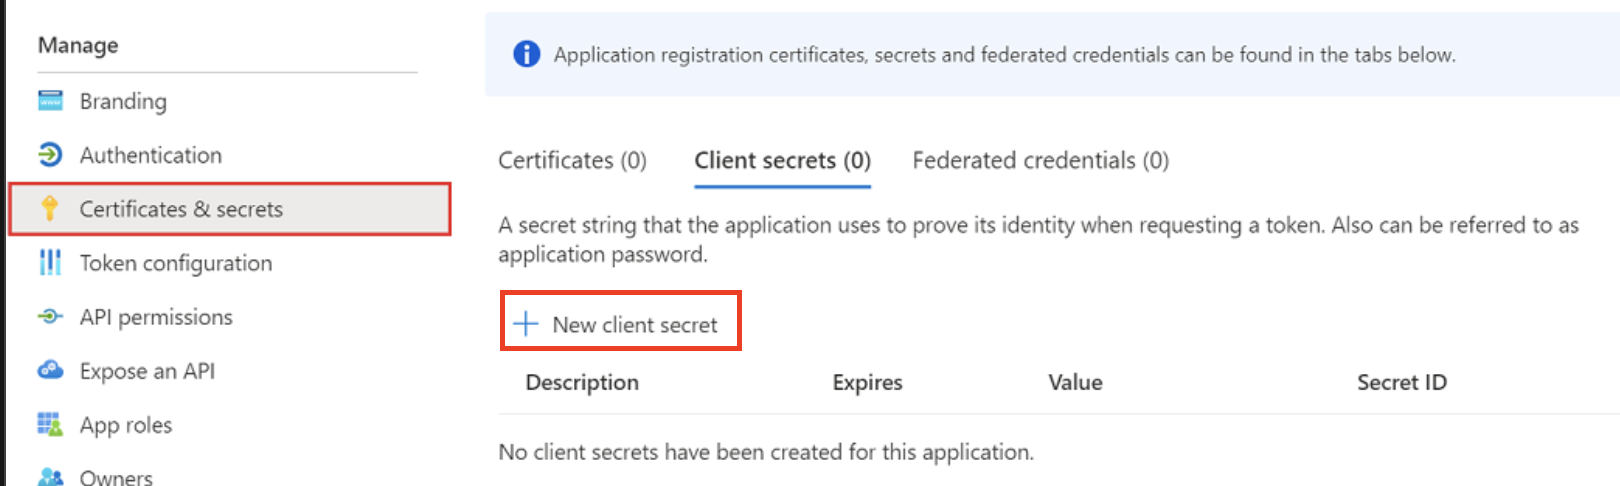 Manage
Branding
Authentication
Certificates & secrets
Token configuration
API permissions
Expose an API
App roles
Owners
Application registration certificates, secrets and federated credentials can be found in the tabs below.
Certificates (0) Client secrets (0) Federated credentials (0)
A secret string that the application uses to prove its identity when requesting a token. Also can be referred to as
application password.
New client secret
Description Expires Value Secret ID
No client secrets have been created for this application.